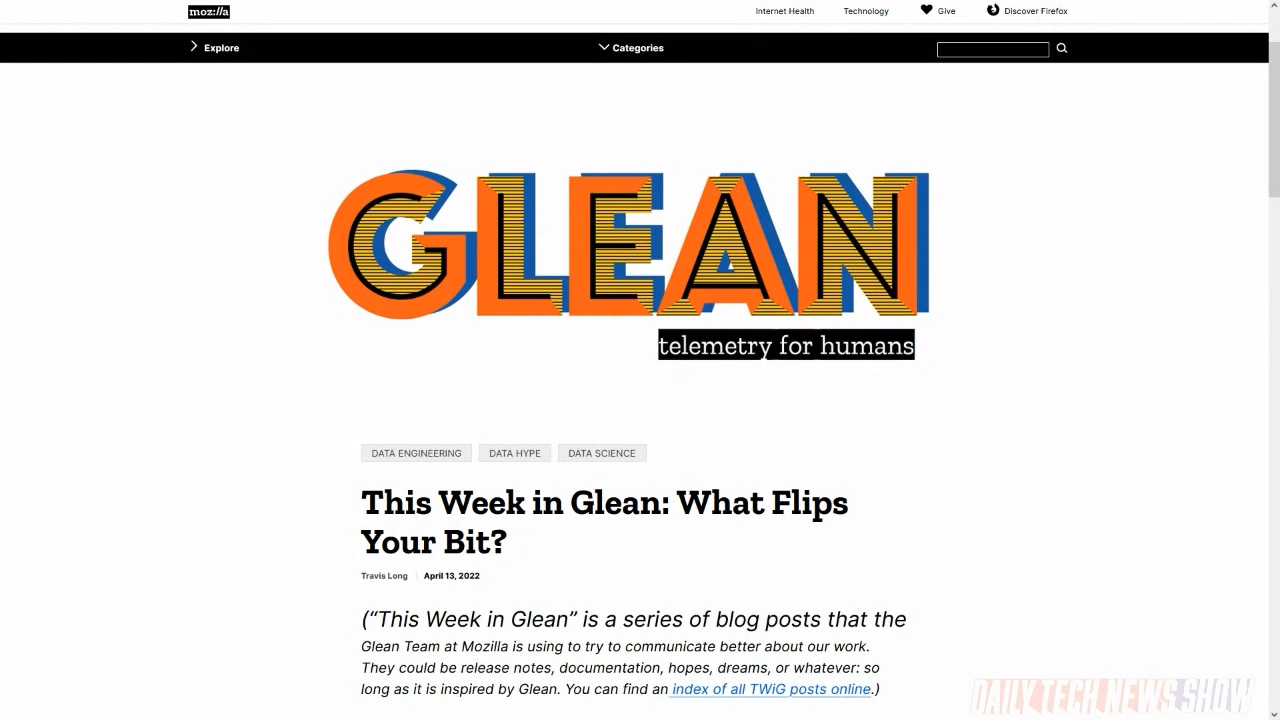 moz://a
Internet Health
Technology
Give
Discover Firefox
Explore
Categories
GLEAN
telemetry for humans
DATA ENGINEERING
DATA HYPE
DATA SCIENCE
This Week in Glean: What Flips
Your Bit?
Travis Long
April 13, 2022
(“This Week in Glean” is a series of blog posts that the
Glean Team at Mozilla is using to try to communicate better about our work.
They could be release notes, documentation, hopes, dreams, or whatever: so
long as it is inspired by Glean. You can find an index of all TWiG posts online.)
DAILY TECH NEWS SHOW